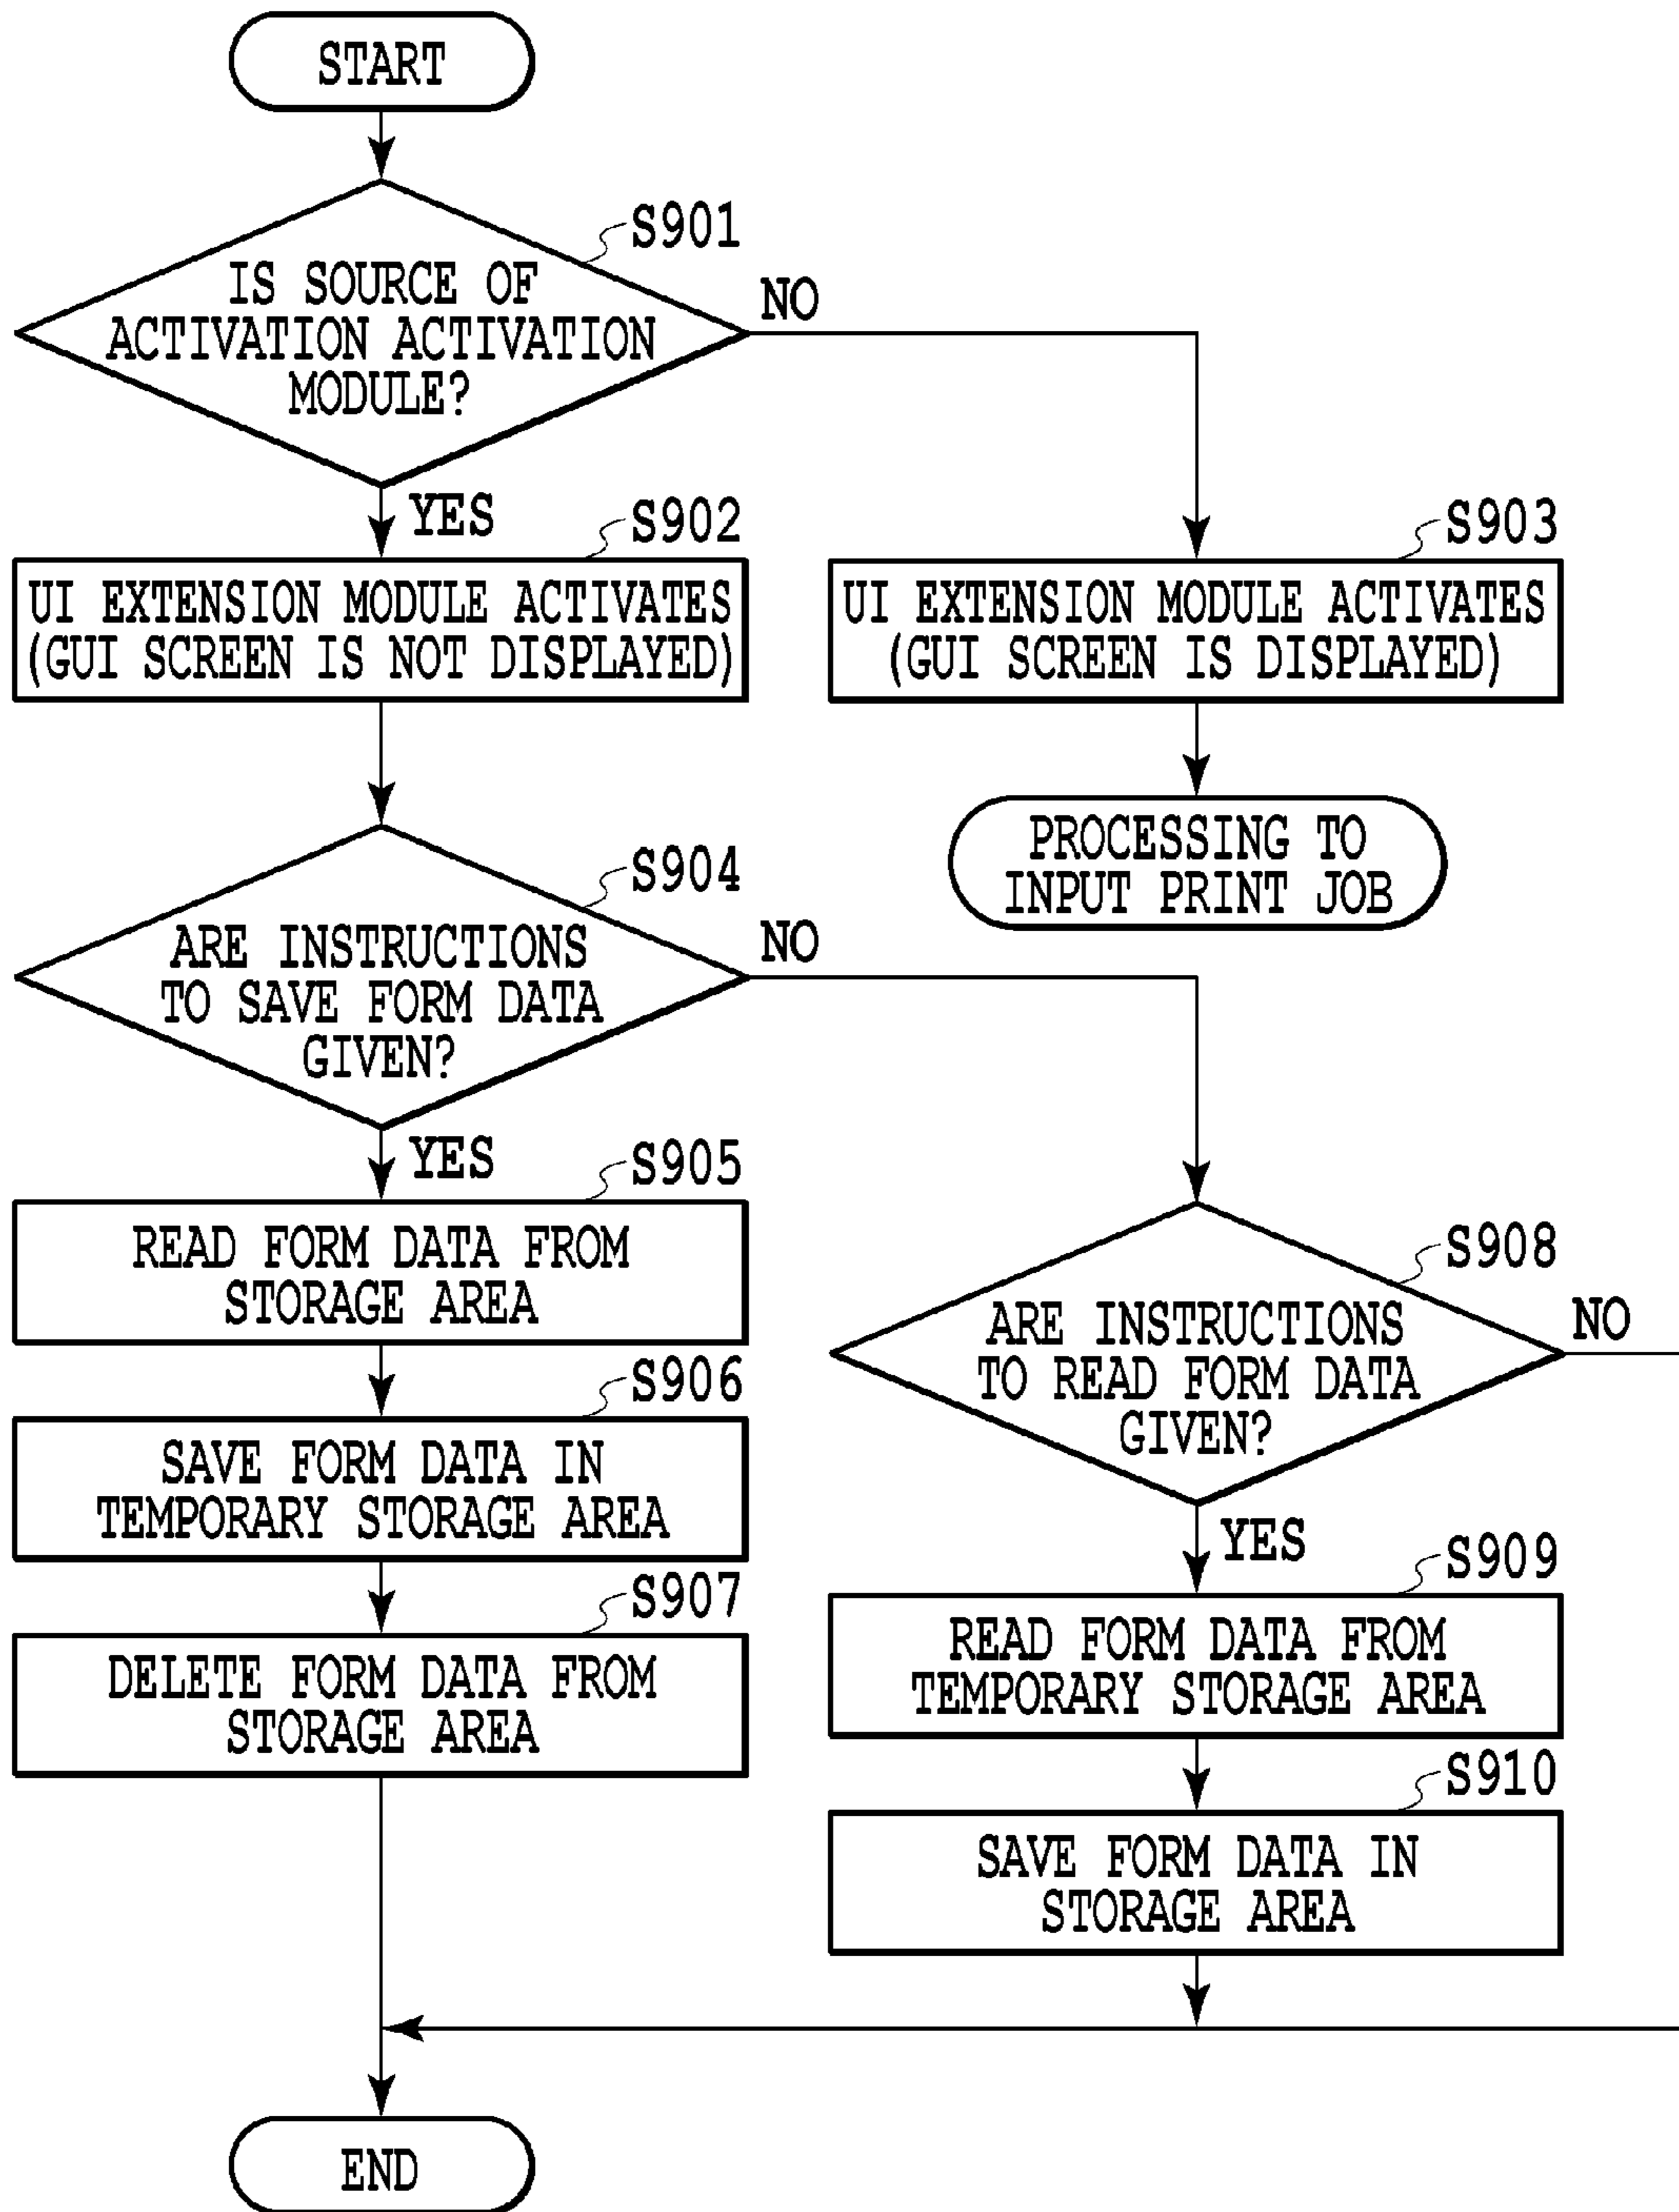 START
S901
IS SOURCE OF
ACTIVATION ACTIVATION
MODULE?
NO
YES
S902
UI EXTENSION MODULE ACTIVATES
(GUI SCREEN IS NOT DISPLAYED)
S903
UI EXTENSION MODULE ACTIVATES
(GUI SCREEN IS DISPLAYED)
PROCESSING TO
INPUT PRINT JOB
S904
ARE INSTRUCTIONS
TO SAVE FORM DATA
GIVEN?
NO
YES
S905
READ FORM DATA FROM
STORAGE AREA
S906
SAVE FORM DATA IN
TEMPORARY STORAGE AREA
S907
DELETE FORM DATA FROM
STORAGE AREA
S908
ARE INSTRUCTIONS
TO READ FORM DATA
GIVEN?
NO
YES
S909
READ FORM DATA FROM
TEMPORARY STORAGE AREA
S910
SAVE FORM DATA IN
STORAGE AREA
END